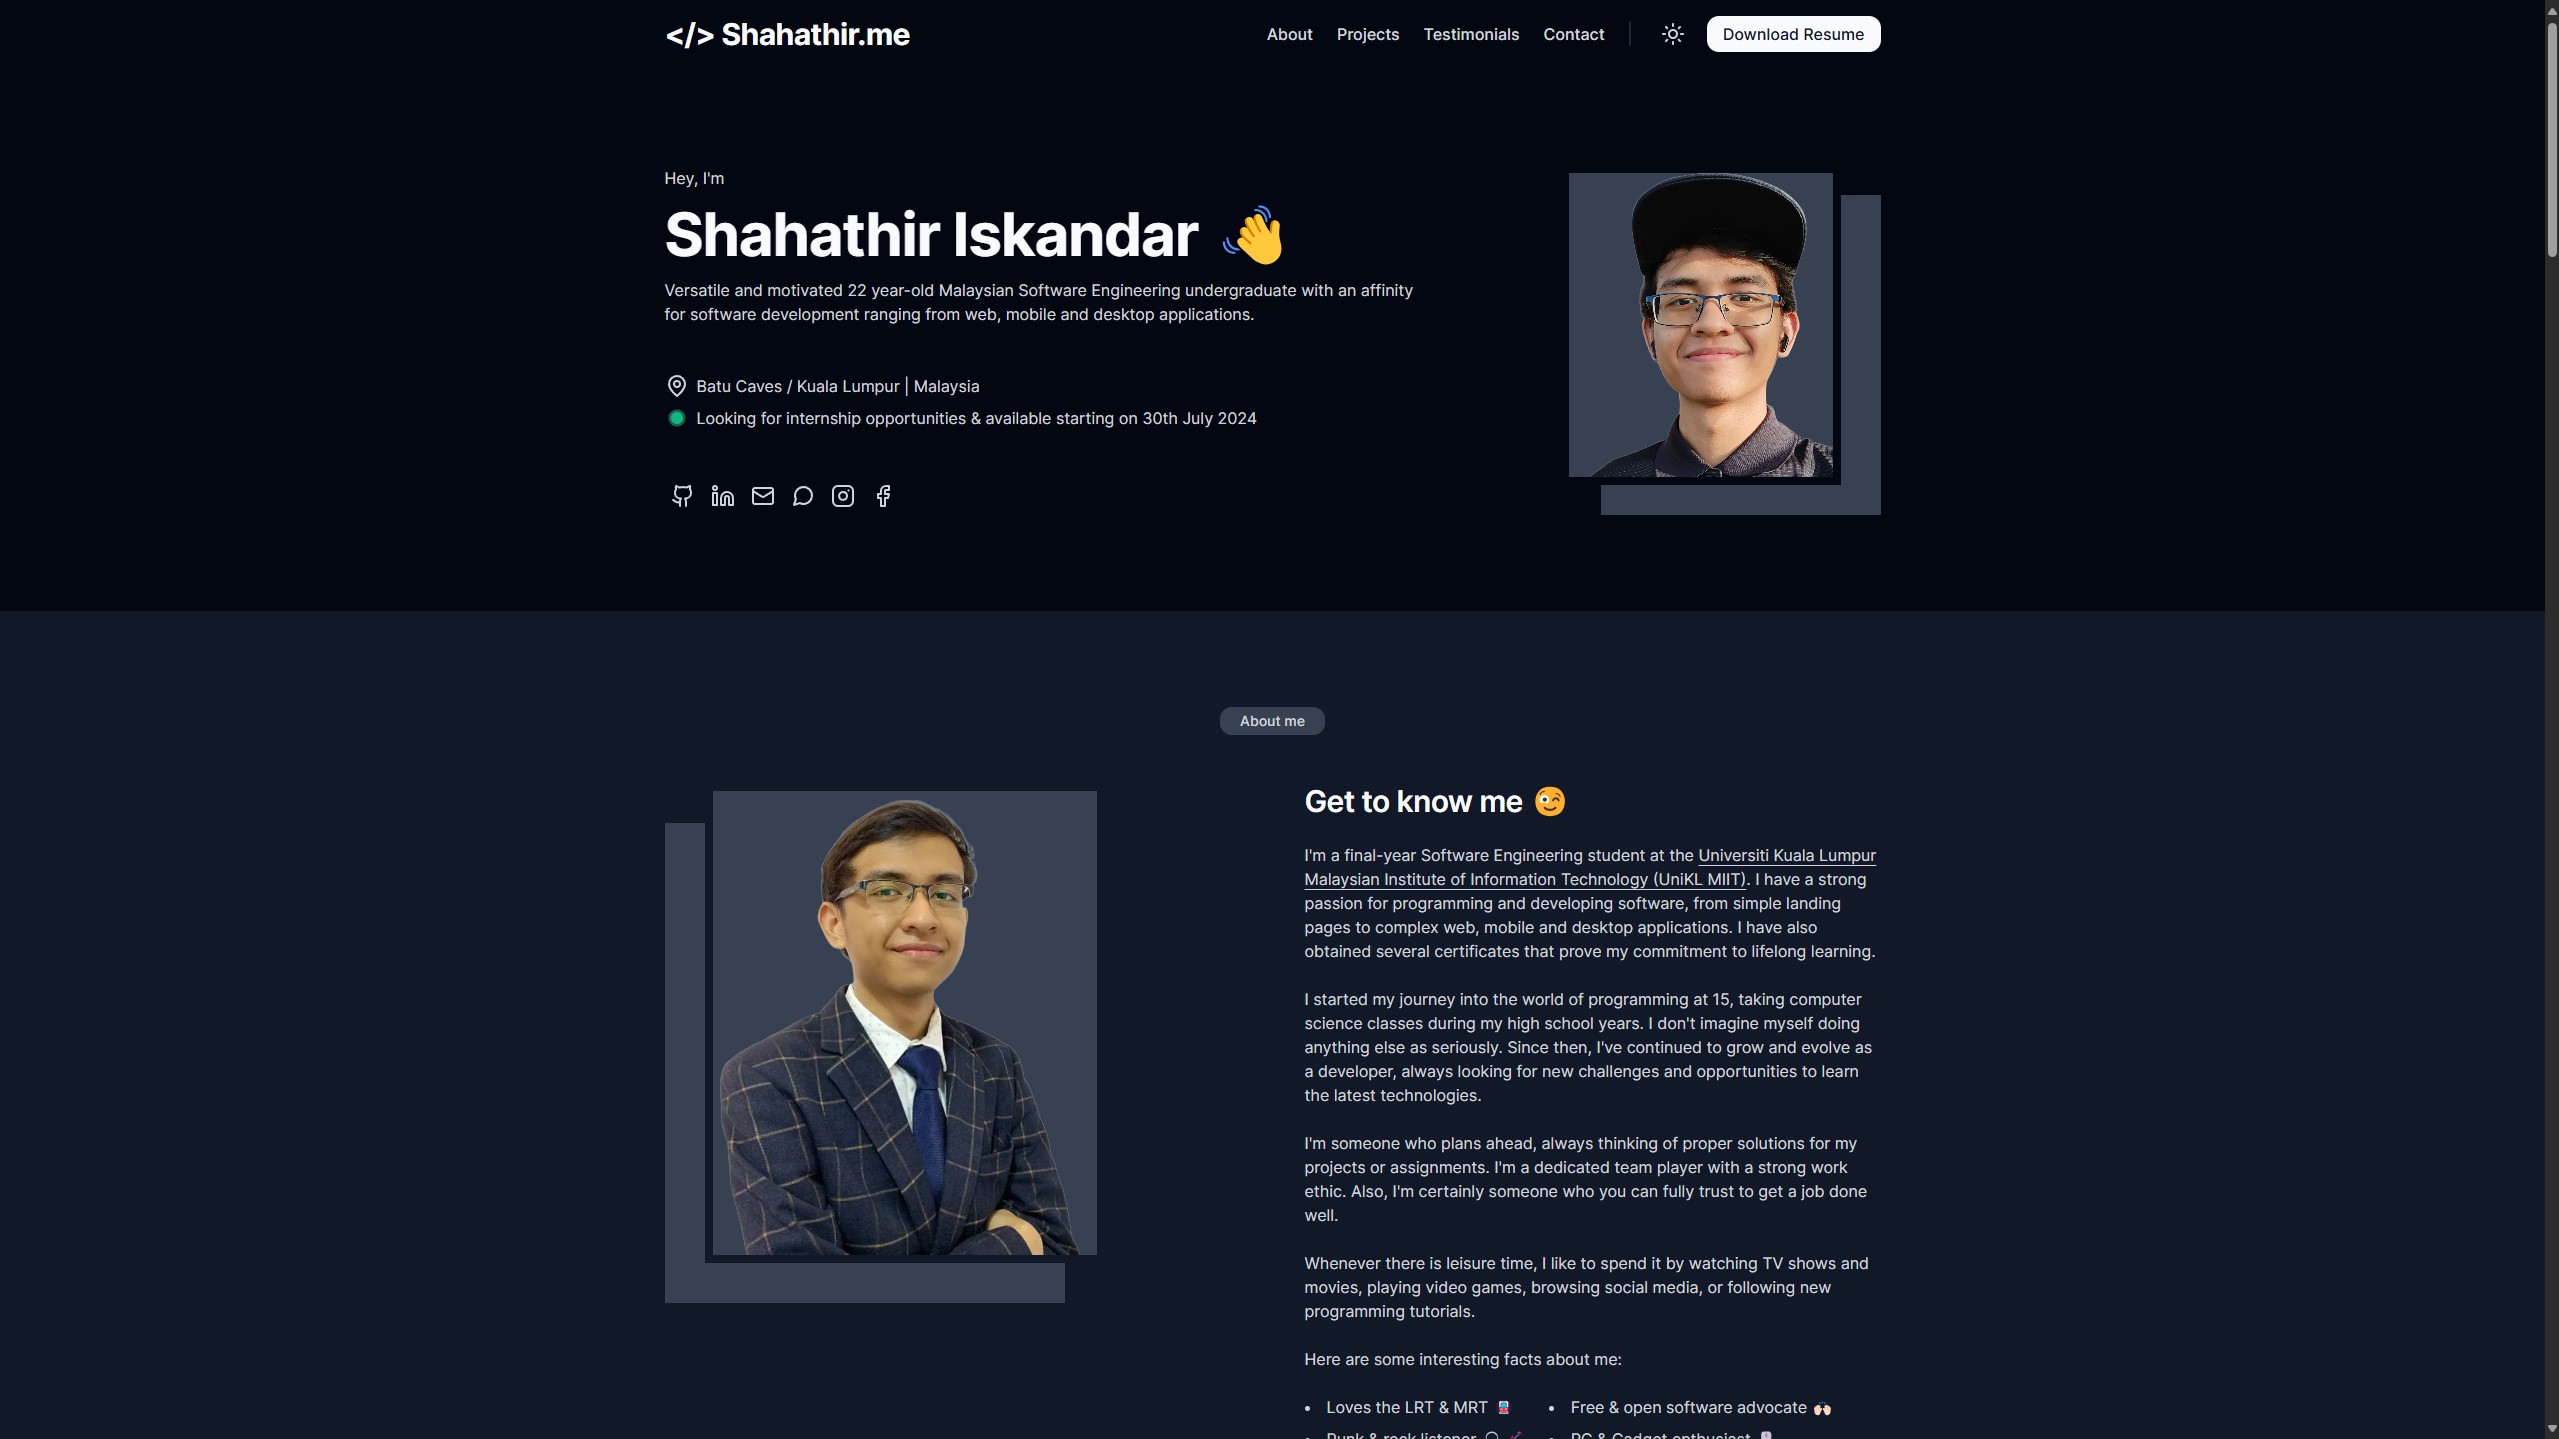 </> Shahathir.me
About
Projects
Testimonials
Contact
Download Resume
Hey, I'm
Shahathir Iskandar 👋
Versatile and motivated 22 year-old Malaysian Software Engineering undergraduate with an affinity
for software development ranging from web, mobile and desktop applications.
Batu Caves / Kuala Lumpur | Malaysia
Looking for internship opportunities & available starting on 30th July 2024
About me
Get to know me 😉
I'm a final-year Software Engineering student at the Universiti Kuala Lumpur
Malaysian Institute of Information Technology (UniKL MIIT). I have a strong
passion for programming and developing software, from simple landing
pages to complex web, mobile and desktop applications. I have also
obtained several certificates that prove my commitment to lifelong learning.
I started my journey into the world of programming at 15, taking computer
science classes during my high school years. I don't imagine myself doing
anything else as seriously. Since then, I've continued to grow and evolve as
a developer, always looking for new challenges and opportunities to learn
the latest technologies.
I'm someone who plans ahead, always thinking of proper solutions for my
projects or assignments. I'm a dedicated team player with a strong work
ethic. Also, I'm certainly someone who you can fully trust to get a job done
well.
Whenever there is leisure time, I like to spend it by watching TV shows and
movies, playing video games, browsing social media, or following new
programming tutorials.
Here are some interesting facts about me:
• Loves the LRT & MRT 🚆
• Free & open software advocate 🙌🏻
• Punk & rock listener
• PC & Gadget enthusiast